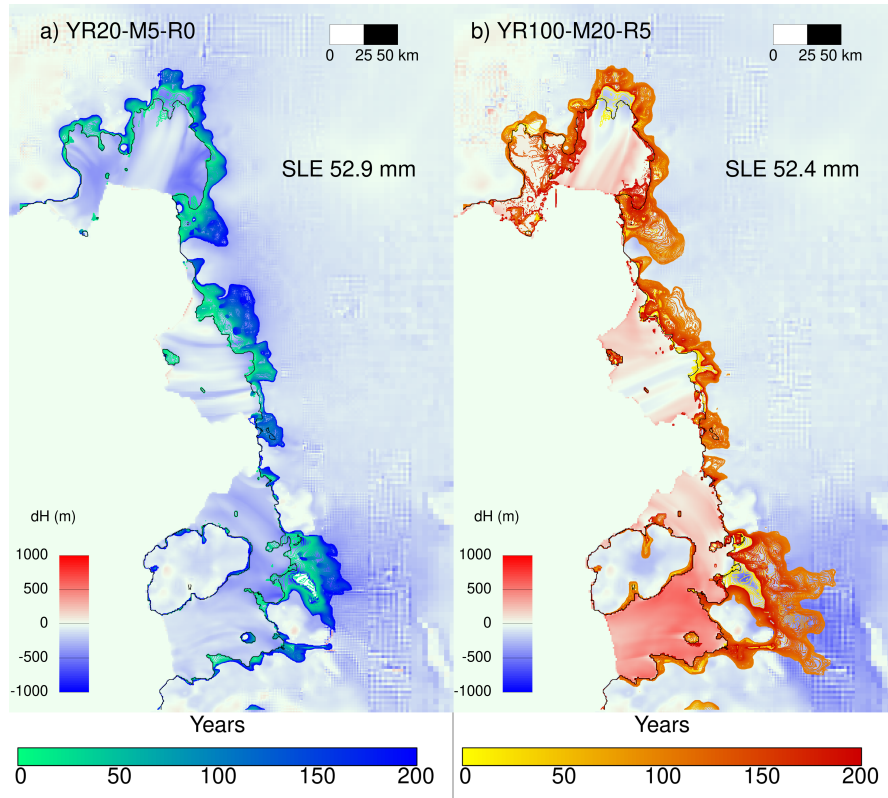 a) YR20-M5-R0
0 25 50 km
SLE 52.9 mm
dH (m)
1000
500
0
-500
-1000
Years
0 50 100 150 200
b) YR100-M20-R5
0 25 50 km
SLE 52.4 mm
dH (m)
1000
500
0
-500
-1000
Years
0 50 100 150 200